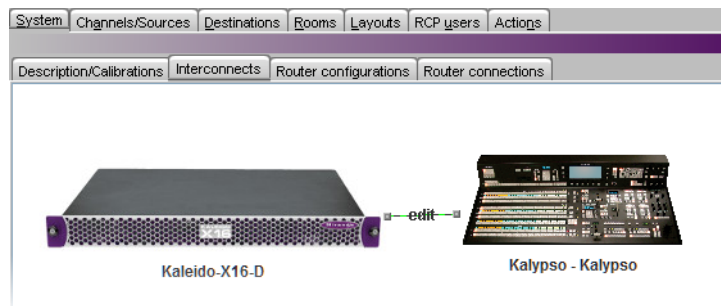 System Channels/Sources Destinations Rooms Layouts RCP users Actions
Description/Calibrations Interconnects Router configurations Router connections
X16
edit
Kaleido-X16-D
Kalypso - Kalypso